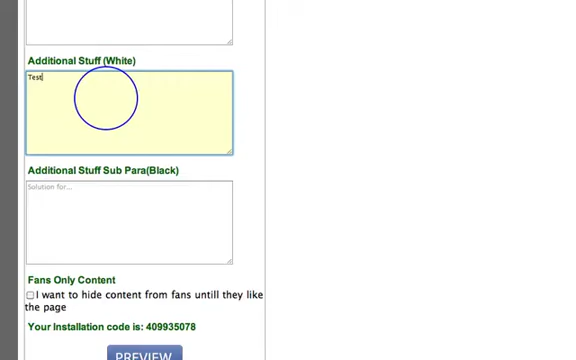 Additional Stuff (White)
Test
Additional Stuff Sub Para(Black)
Solution for...
Fans Only Content
I want to hide content from fans untill they like
the page
Your Installation code is: 409935078
PREVIEW